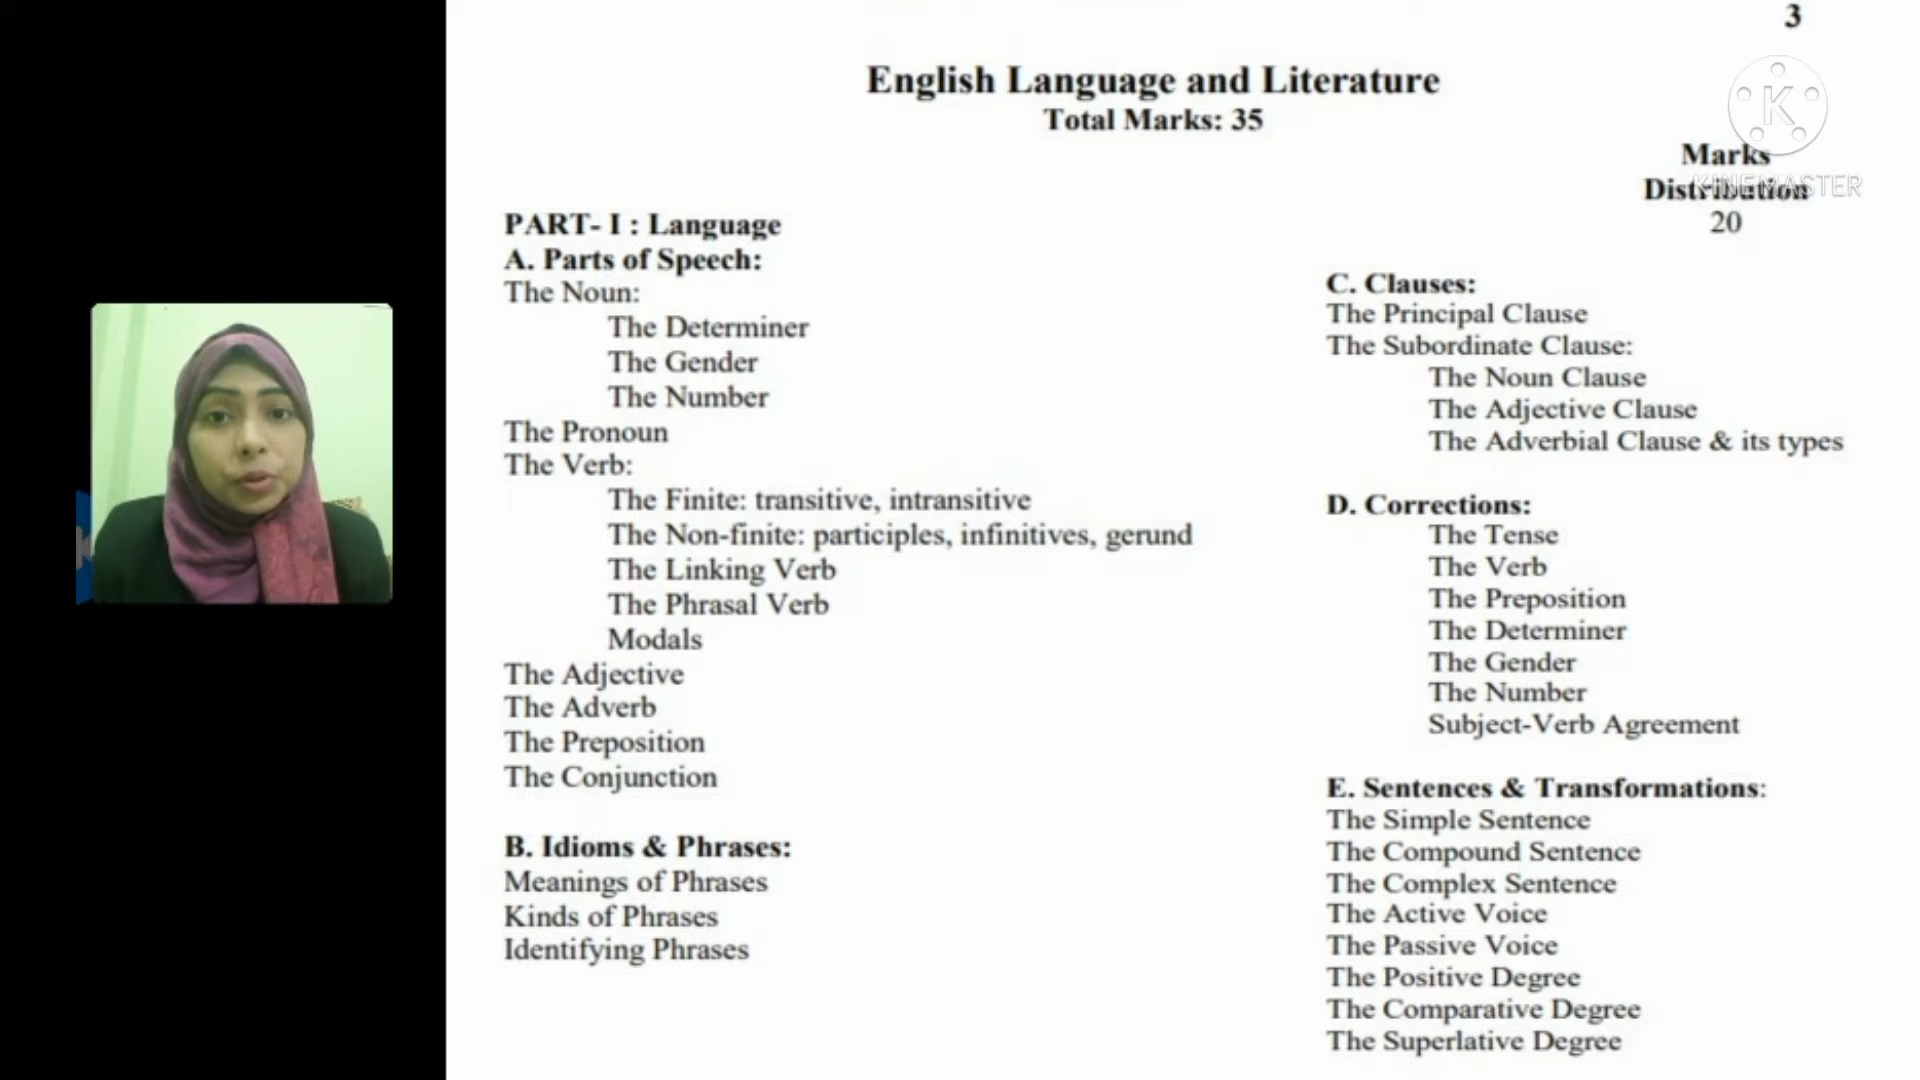 3
English Language and Literature
Total Marks: 35
Marks
Distribution
20
K
KINEMASTER
PART- I : Language
A. Parts of Speech:
The Noun:
The Determiner
The Gender
The Number
The Pronoun
The Verb:
The Finite: transitive, intransitive
The Non-finite: participles, infinitives, gerund
The Linking Verb
The Phrasal Verb
Modals
The Adjective
The Adverb
The Preposition
The Conjunction
B. Idioms & Phrases:
Meanings of Phrases
Kinds of Phrases
Identifying Phrases
C. Clauses:
The Principal Clause
The Subordinate Clause:
The Noun Clause
The Adjective Clause
The Adverbial Clause & its types
D. Corrections:
The Tense
The Verb
The Preposition
The Determiner
The Gender
The Number
Subject-Verb Agreement
E. Sentences & Transformations:
The Simple Sentence
The Compound Sentence
The Complex Sentence
The Active Voice
The Passive Voice
The Positive Degree
The Comparative Degree
The Superlative Degree